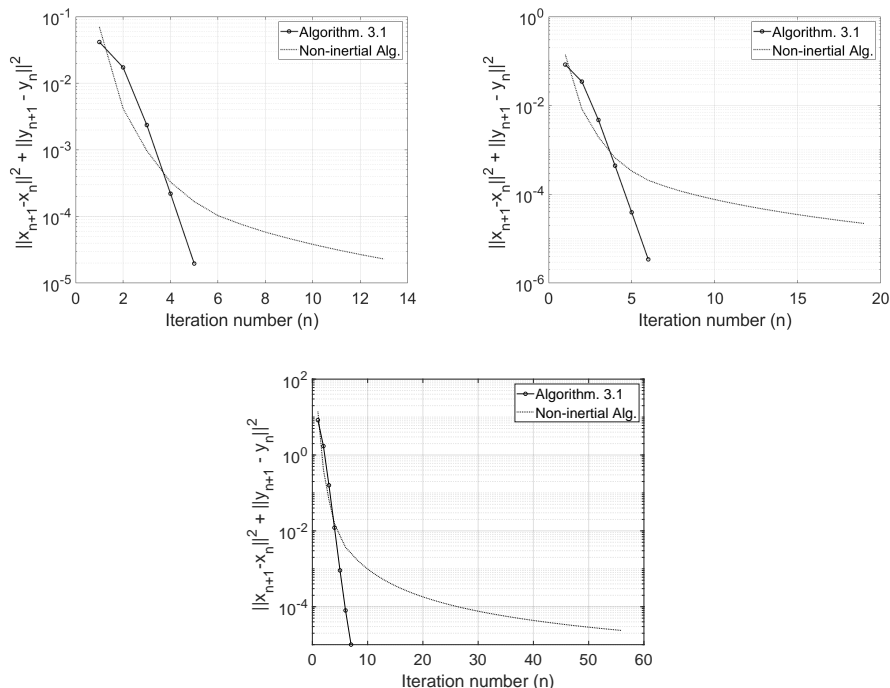 10^-1
10^-2
10^-3
10^-4
10^-5
||x_{n+1}-x_n||^2 + ||y_{n+1} - y_n||^2
Algorithm. 3.1
Non-inertial Alg.
0 2 4 6 8 10 12 14
Iteration number (n)
10^0
10^-2
10^-4
10^-6
||x_{n+1}-x_n||^2 + ||y_{n+1} - y_n||^2
Algorithm. 3.1
Non-inertial Alg.
0 5 10 15 20
Iteration number (n)
10^2
10^0
10^-2
10^-4
||x_{n+1}-x_n||^2 + ||y_{n+1} - y_n||^2
Algorithm. 3.1
Non-inertial Alg.
0 10 20 30 40 50 60
Iteration number (n)